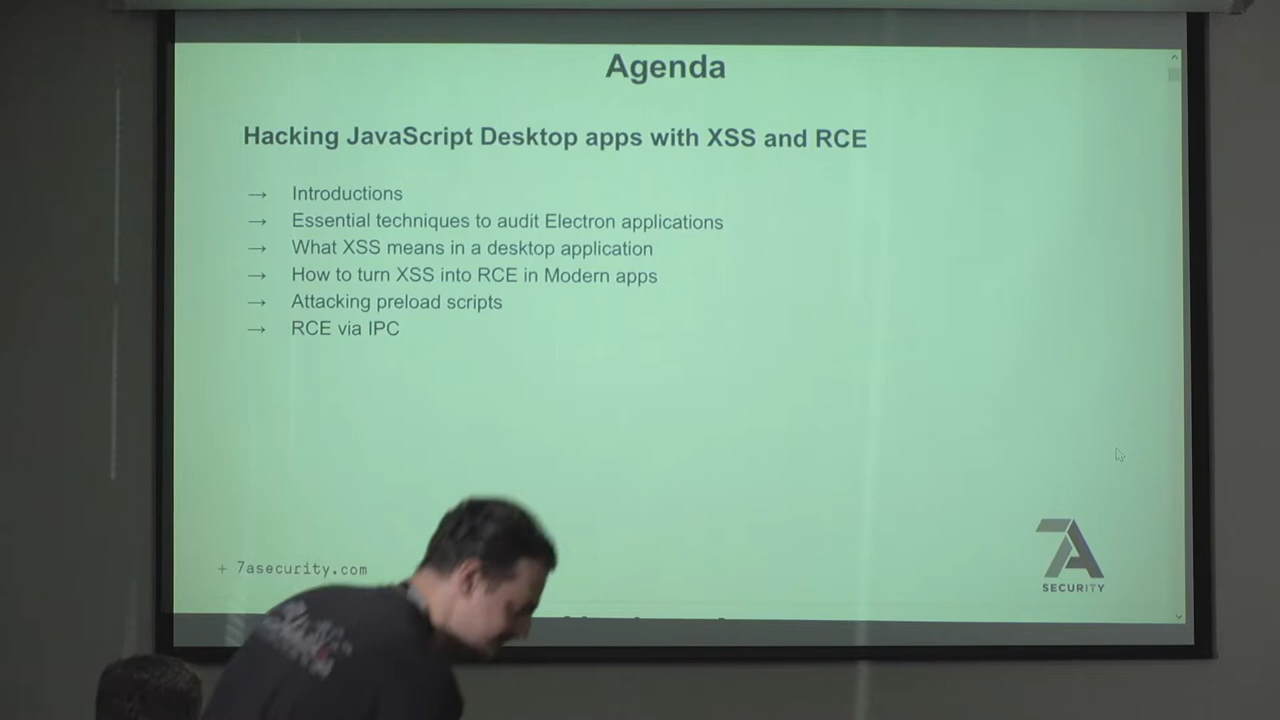 Agenda
Hacking JavaScript Desktop apps with XSS and RCE
→ Introductions
→ Essential techniques to audit Electron applications
→ What XSS means in a desktop application
→ How to turn XSS into RCE in Modern apps
→ Attacking preload scripts
→ RCE via IPC
+ 7asecurity.com
7A
SECURITY